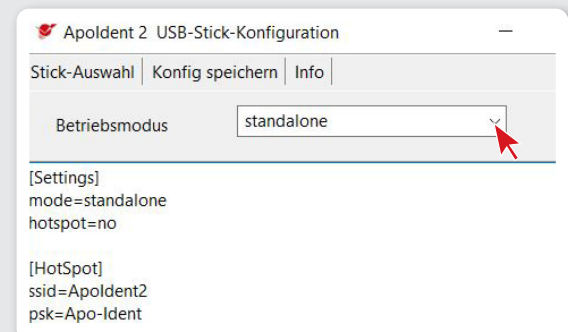 ApoIdent 2 USB-Stick-Konfiguration
Stick-Auswahl Konfig speichern Info
Betriebsmodus standalone
[Settings]
mode=standalone
hotspot=no
[HotSpot]
ssid=ApoIdent2
psk=Apo-Ident